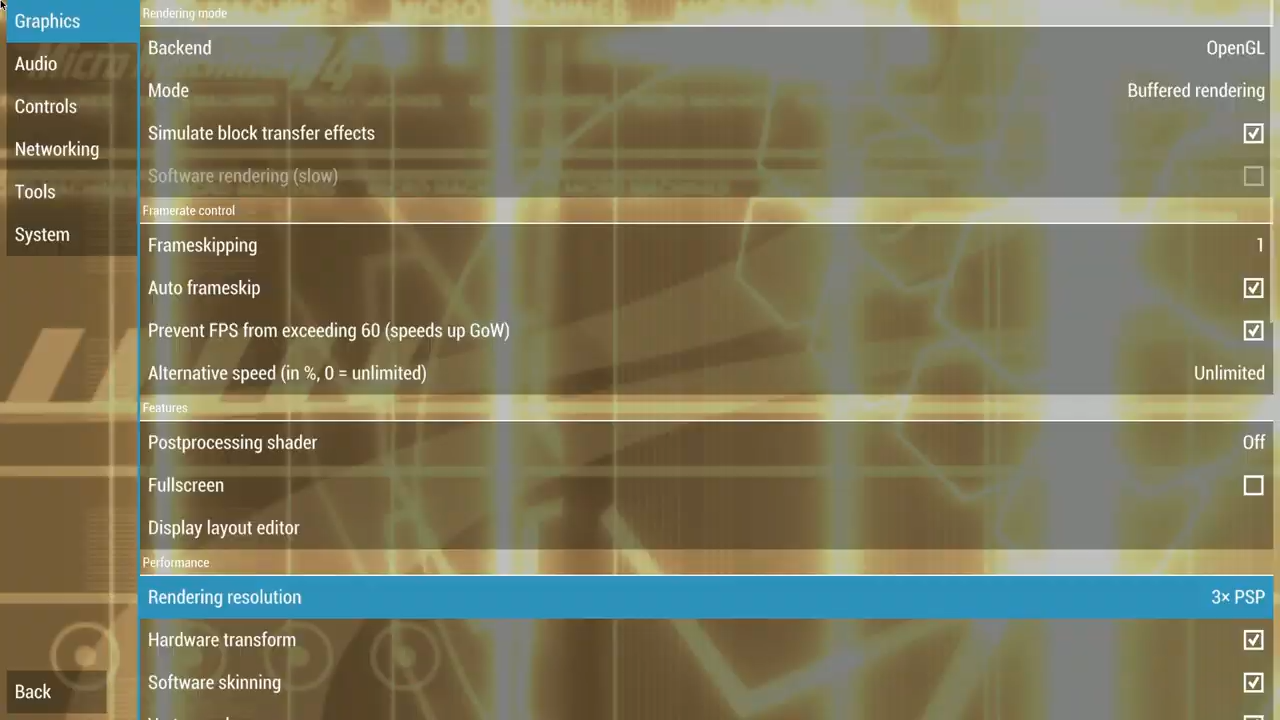 Graphics
Audio
Controls
Networking
Tools
System
Back
Rendering mode
Backend OpenGL
Mode Buffered rendering
Simulate block transfer effects
Software rendering (slow)
Framerate control
Frameskipping 1
Auto frameskip
Prevent FPS from exceeding 60 (speeds up GoW)
Alternative speed (in %, 0 = unlimited) Unlimited
Features
Postprocessing shader Off
Fullscreen
Display layout editor
Performance
Rendering resolution 3× PSP
Hardware transform
Software skinning